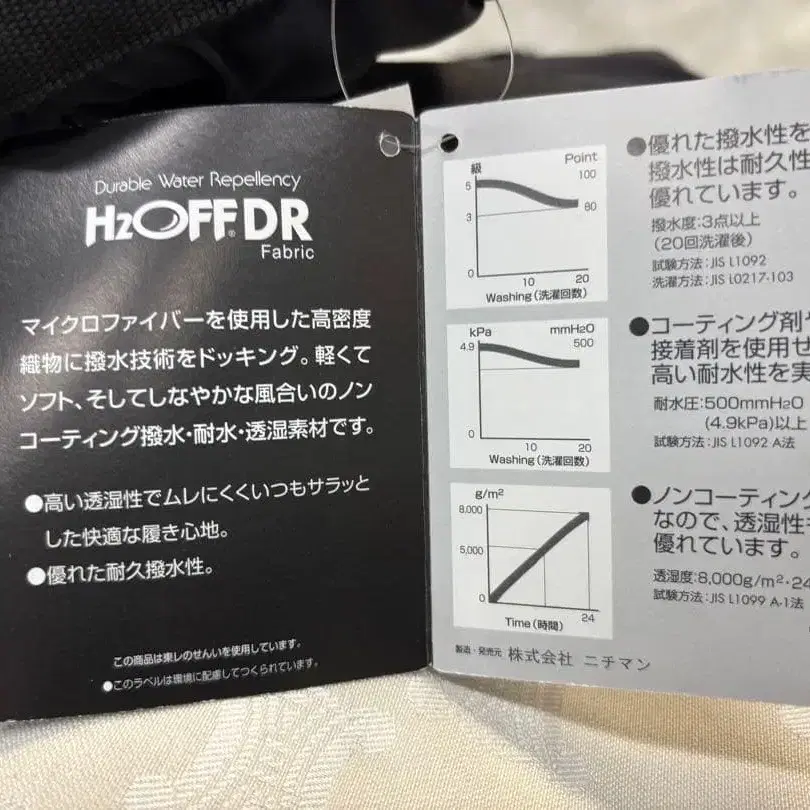 Durable Water Repellency
H2OFF® DR
Fabric
マイクロファイバーを使用した高密度
織物に撥水技術をドッキング。軽くて
ソフト、そしてしなやかな風合いのノン
コーティング撥水・耐水・透湿素材です。
●高い透湿性でムレにくくいつもサラッと
した快適な履き心地。
●優れた耐久撥水性。
この商品は東レのせんいを使用しています。
●このラベルは環境に配慮してつくられています。
級 Point
5 100
3 80
0
10 20
Washing (洗濯回数)
●優れた撥水性を
撥水性は耐久性
優れています。
撥水度:3点以上
(20回洗濯後)
試験方法:JIS L1092
洗濯方法:JIS L0217-103
kPa mmH2O
4.9 500
0
10 20
Washing (洗濯回数)
●コーティング剤や
接着剤を使用せ
高い耐水性を実
耐水圧:500mmH2O
(4.9kPa)以上
試験方法:JIS L1092 A法
g/m²
8,000
5,000
0
24
Time (時間)
●ノンコーティング
なので、透湿性も
優れています。
透湿度:8,000g/m²・24
試験方法:JIS L1099 A-1法
製造・発売元 株式会社 ニチマン